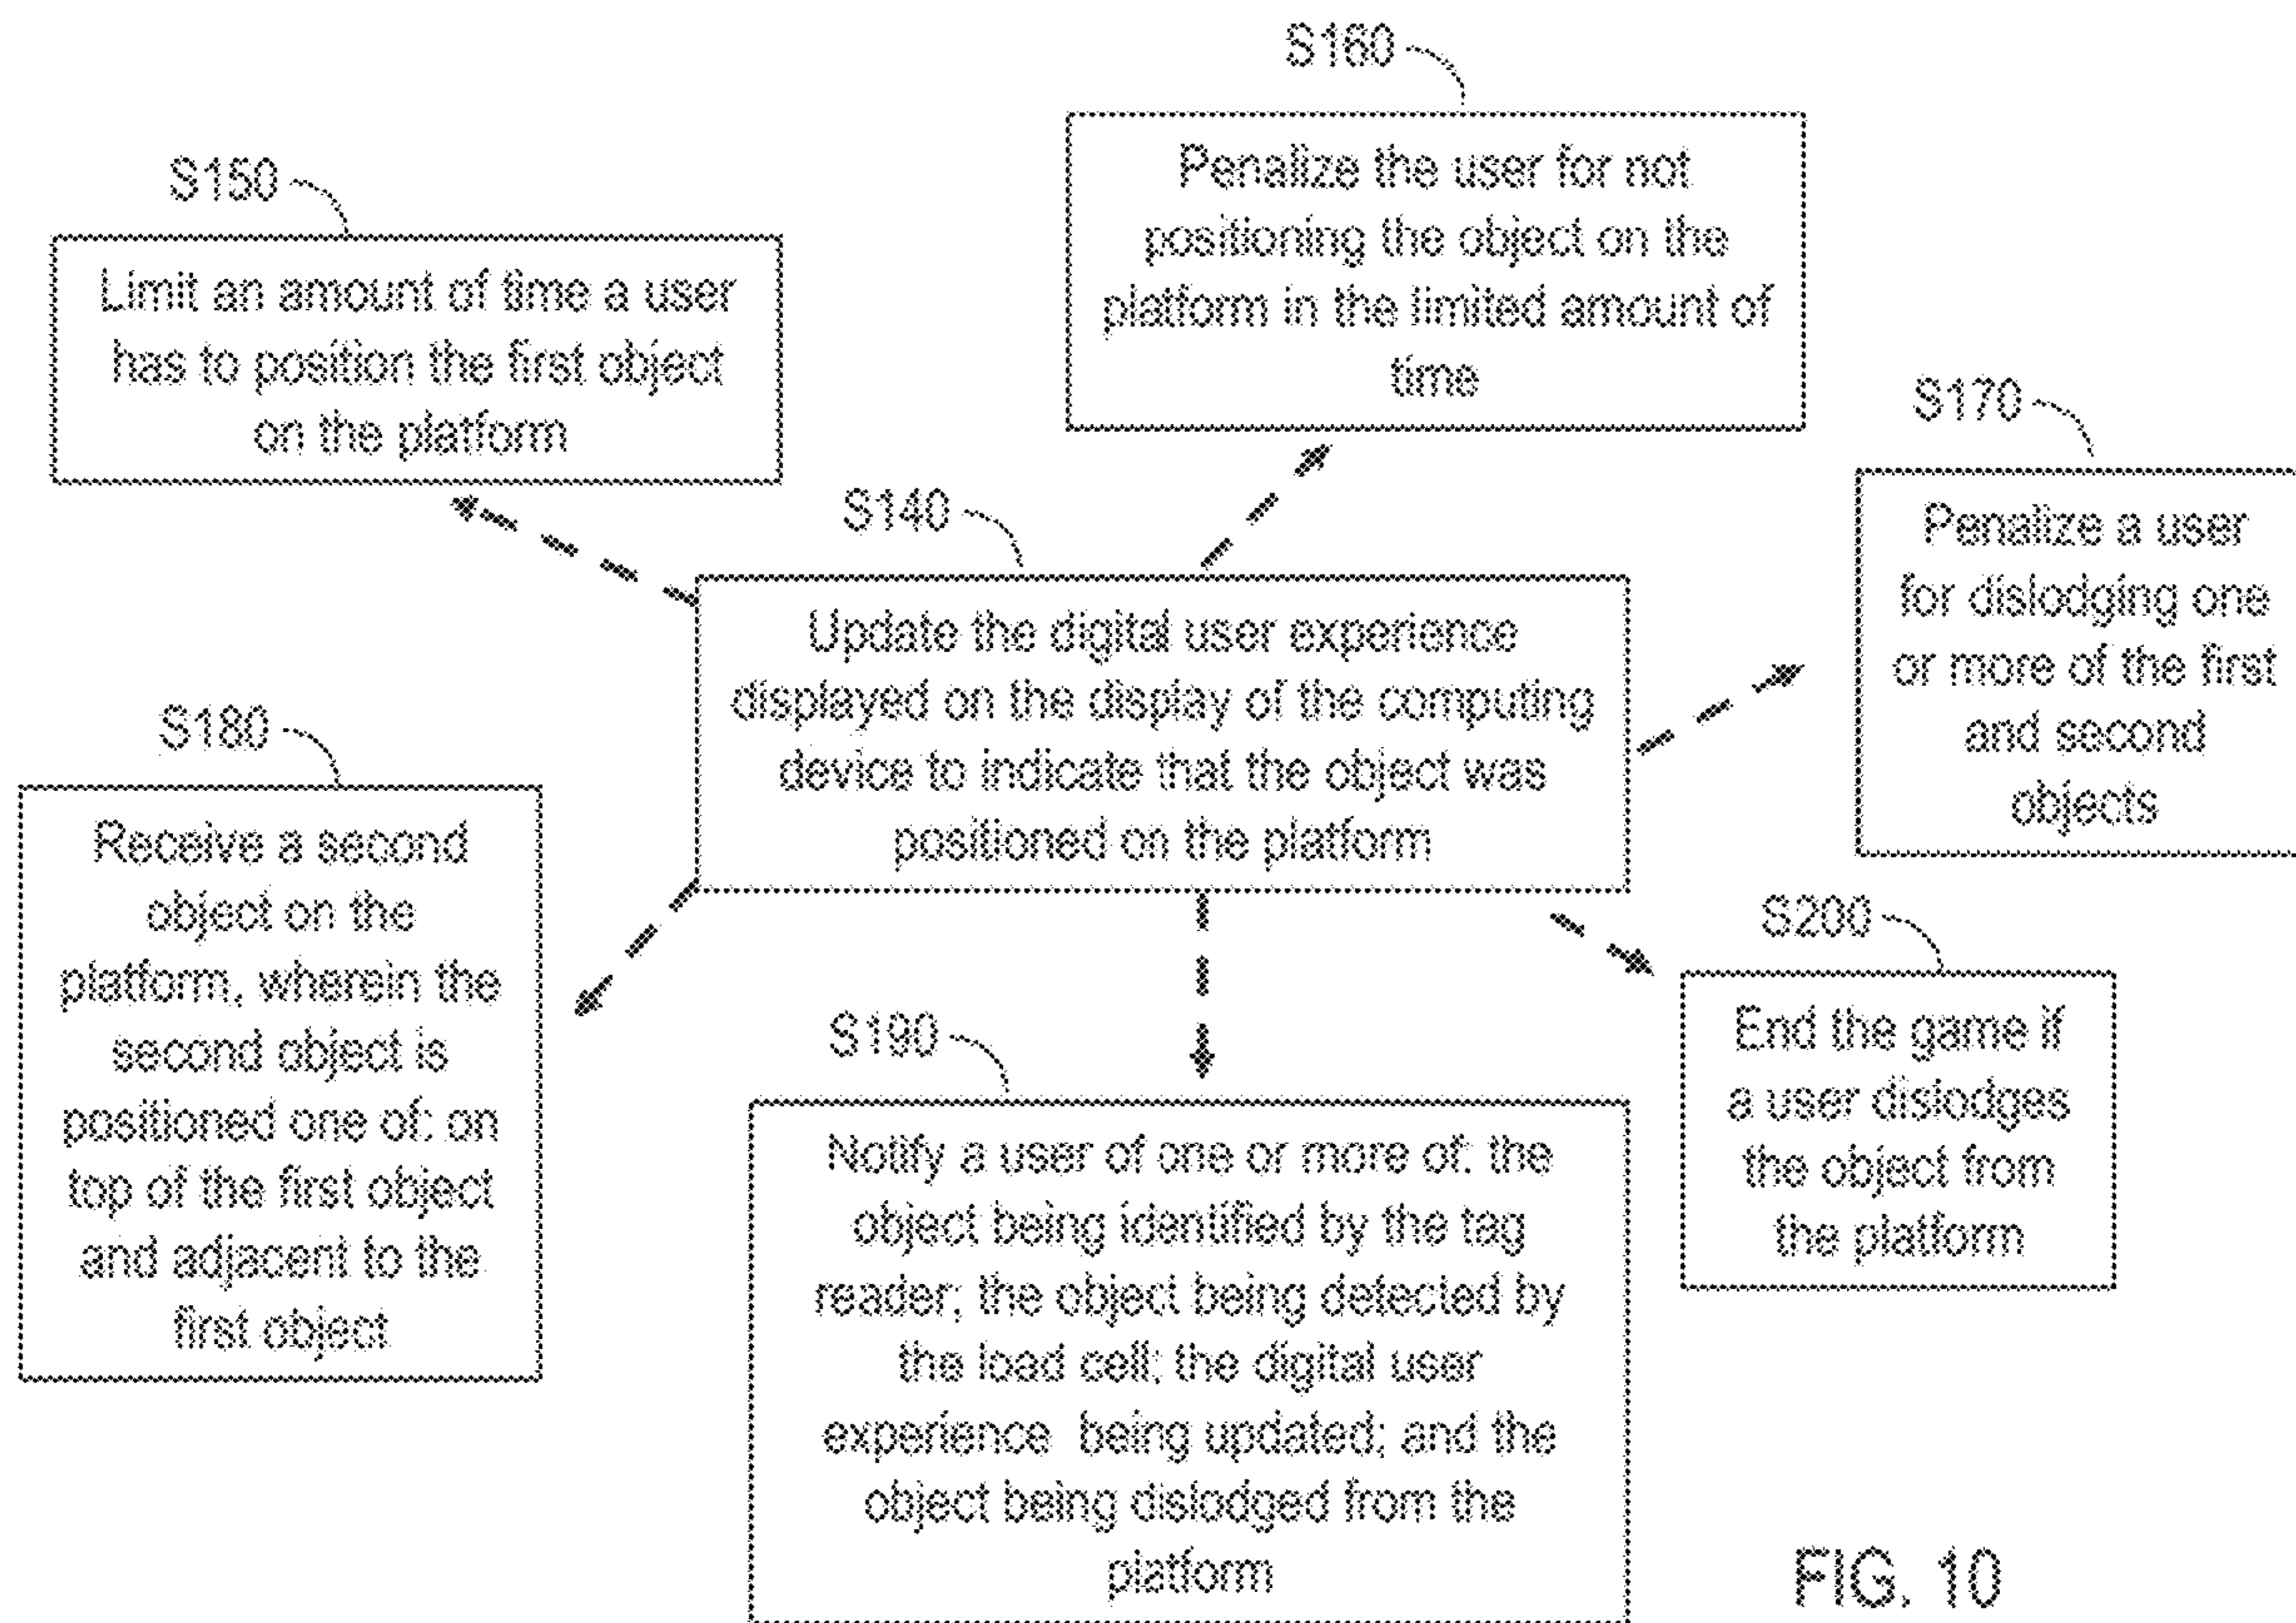 S160
Penalize the user for not
positioning the object on the
platform in the limited amount of
time
S150
Limit an amount of time a user
has to position the first object
on the platform
S170
Penalize a user
for dislodging one
or more of the first
and second
objects
S140
Update the digital user experience
displayed on the display of the computing
device to indicate that the object was
positioned on the platform
S180
Receive a second
object on the
platform, wherein the
second object is
positioned one of: on
top of the first object
and adjacent to the
first object
S190
Notify a user of one or more of: the
object being identified by the tag
reader; the object being detected by
the load cell; the digital user
experience being updated; and the
object being dislodged from the
platform
S200
End the game if
a user dislodges
the object from
the platform
FIG. 10